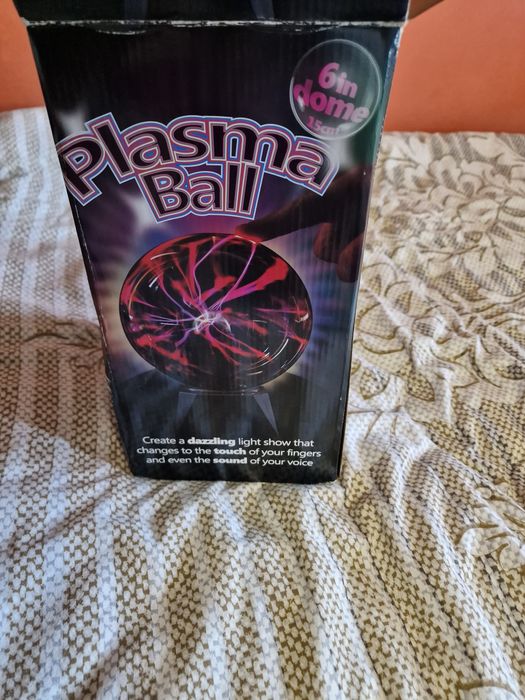 6in
dome
15cm
Plasma
Ball
Create a dazzling light show that
changes to the touch of your fingers
and even the sound of your voice